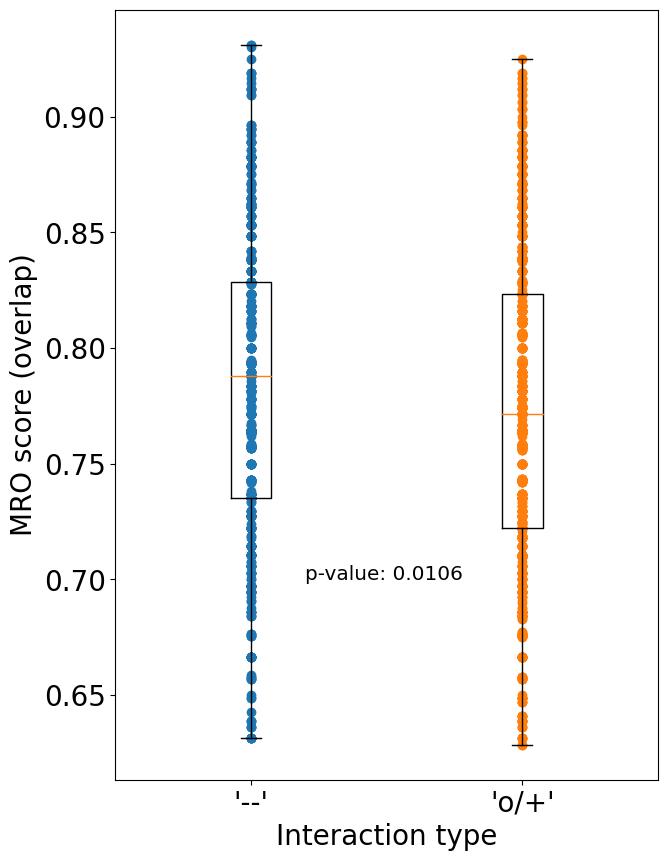 MRO score (overlap)
0.90
0.85
0.80
0.75
0.70
0.65
p-value: 0.0106
'--'
'o/+'
Interaction type